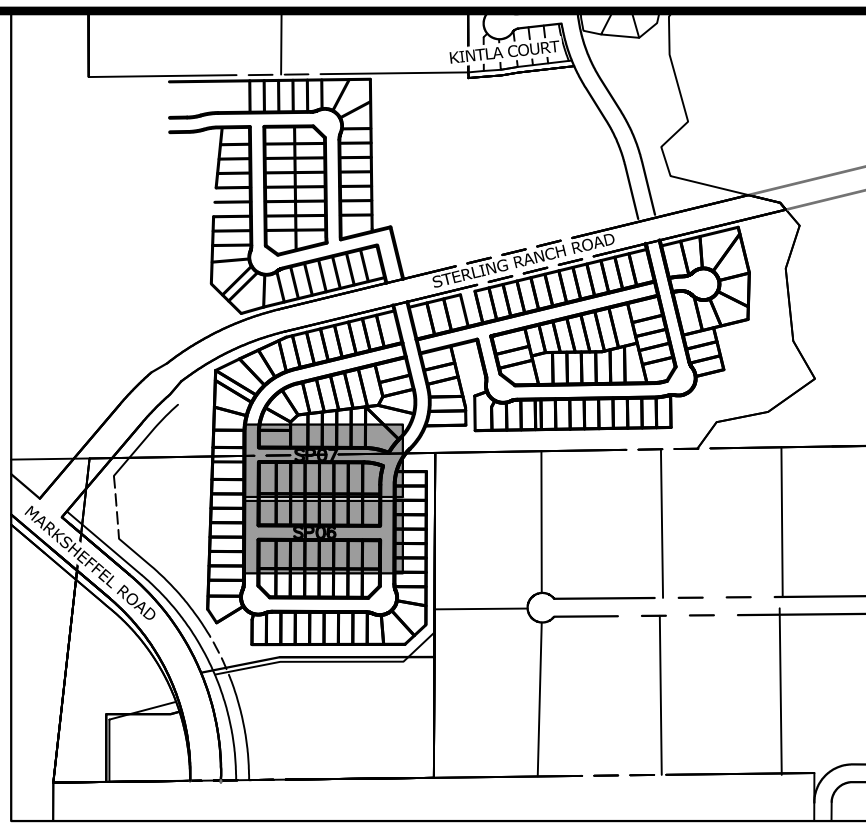 KINTLA COURT
STERLING RANCH ROAD
SP07
SP06
MARKSHEFFEL ROAD